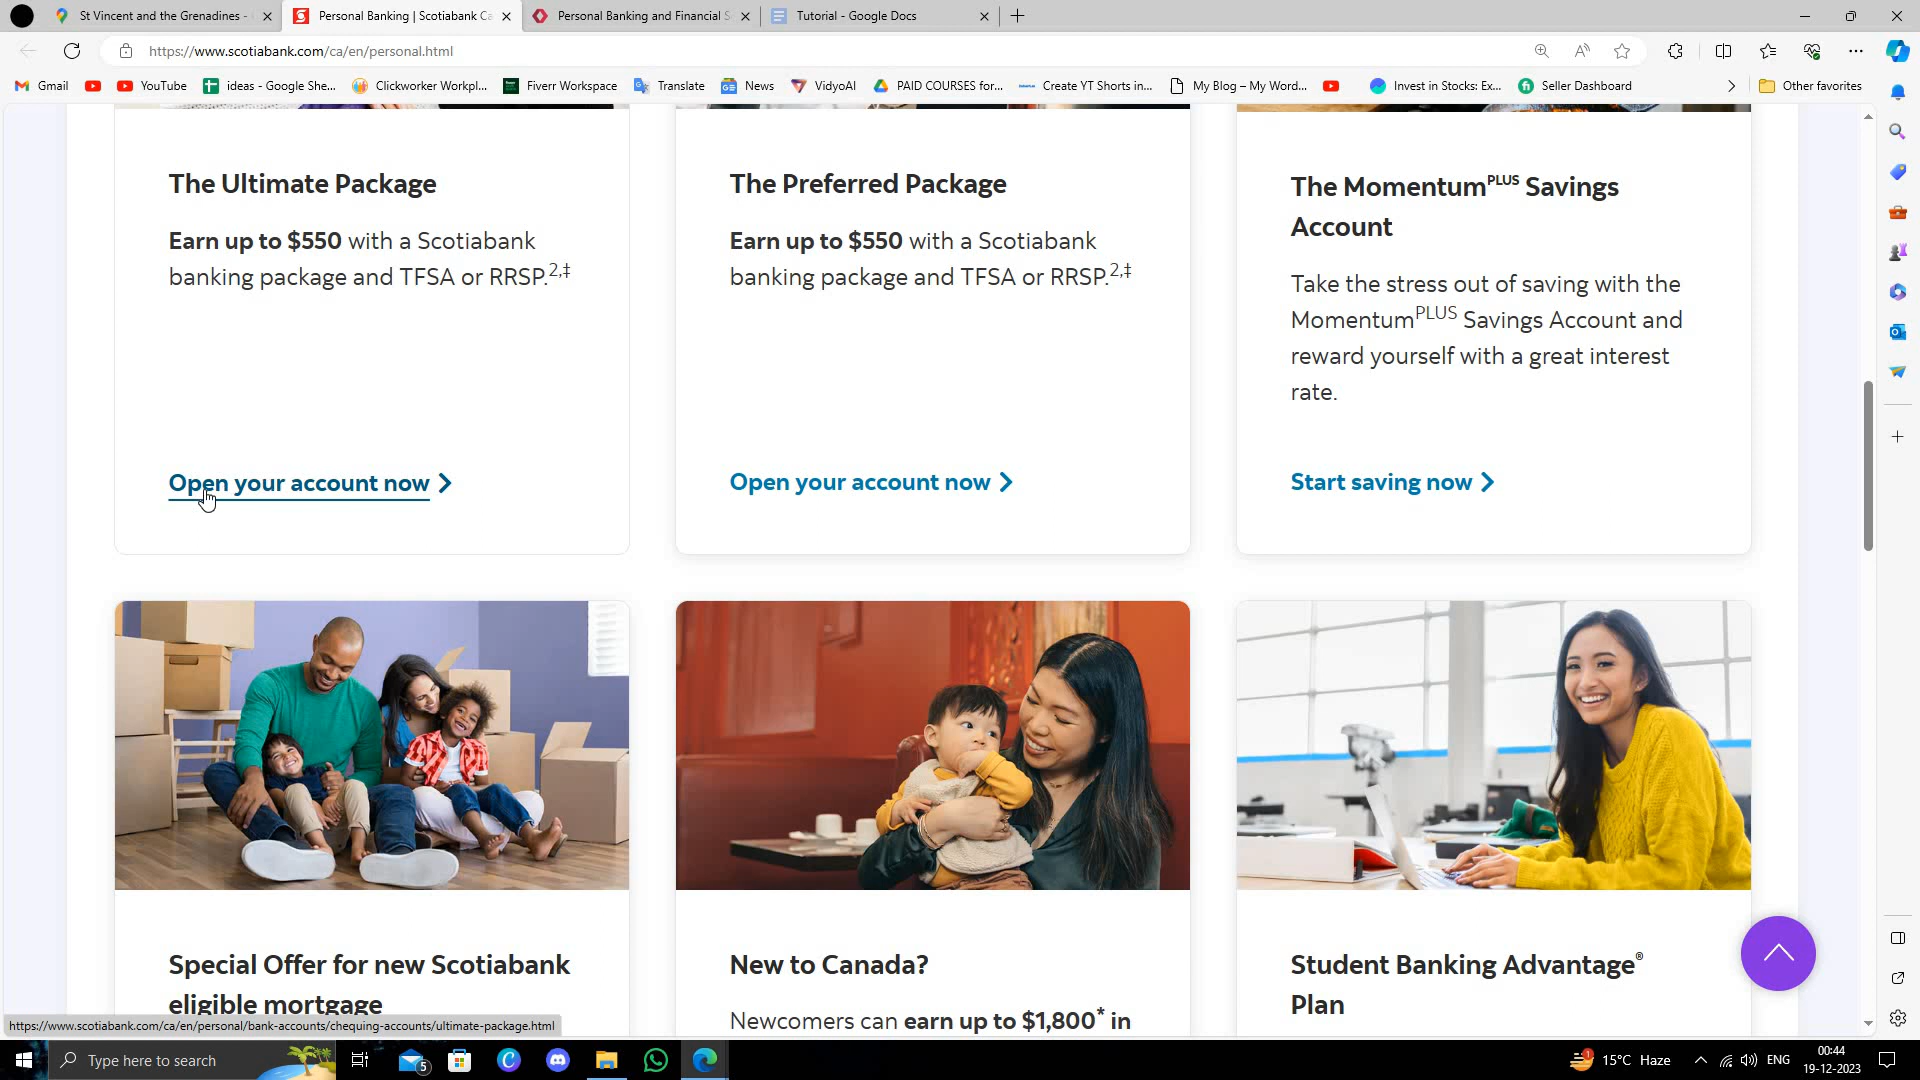 St Vincent and the Grenadines -
Personal Banking | Scotiabank Ca
Personal Banking and Financial S
Tutorial - Google Docs
https://www.scotiabank.com/ca/en/personal.html
Gmail
YouTube
ideas - Google She...
Clickworker Workpl...
Fiverr Workspace
Translate
News
VidyoAI
PAID COURSES for...
Create YT Shorts in...
My Blog – My Word...
Invest in Stocks: Ex...
Seller Dashboard
Other favorites
The Ultimate Package
Earn up to $550 with a Scotiabank
banking package and TFSA or RRSP.2,‡
Open your account now
The Preferred Package
Earn up to $550 with a Scotiabank
banking package and TFSA or RRSP.2,‡
Open your account now
The MomentumPLUS Savings
Account
Take the stress out of saving with the
MomentumPLUS Savings Account and
reward yourself with a great interest
rate.
Start saving now
Special Offer for new Scotiabank
eligible mortgage
New to Canada?
Newcomers can earn up to $1,800* in
Student Banking Advantage®
Plan
https://www.scotiabank.com/ca/en/personal/bank-accounts/chequing-accounts/ultimate-package.html
Type here to search
5
1
15°C Haze
ENG
00:44
19-12-2023